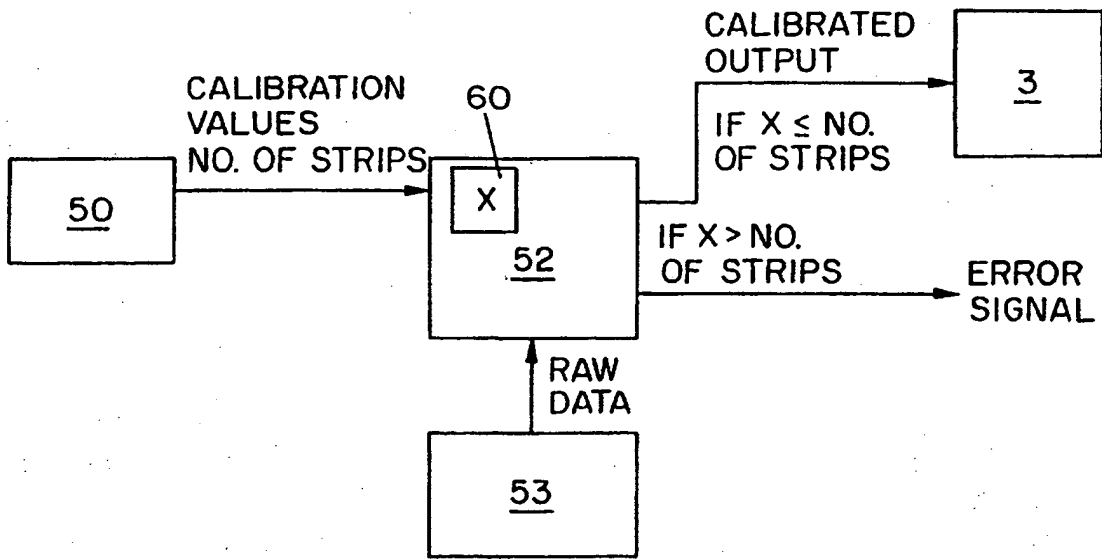 CALIBRATION
VALUES
NO. OF STRIPS
50
60
X
52
CALIBRATED
OUTPUT
IF X ≤ NO.
OF STRIPS
3
IF X > NO.
OF STRIPS
ERROR
SIGNAL
RAW
DATA
53